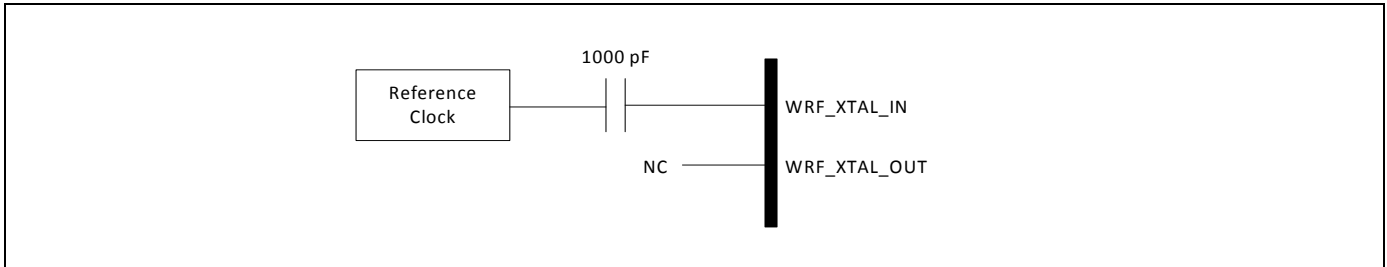 1000 pF
Reference
Clock
WRF_XTAL_IN
NC
WRF_XTAL_OUT